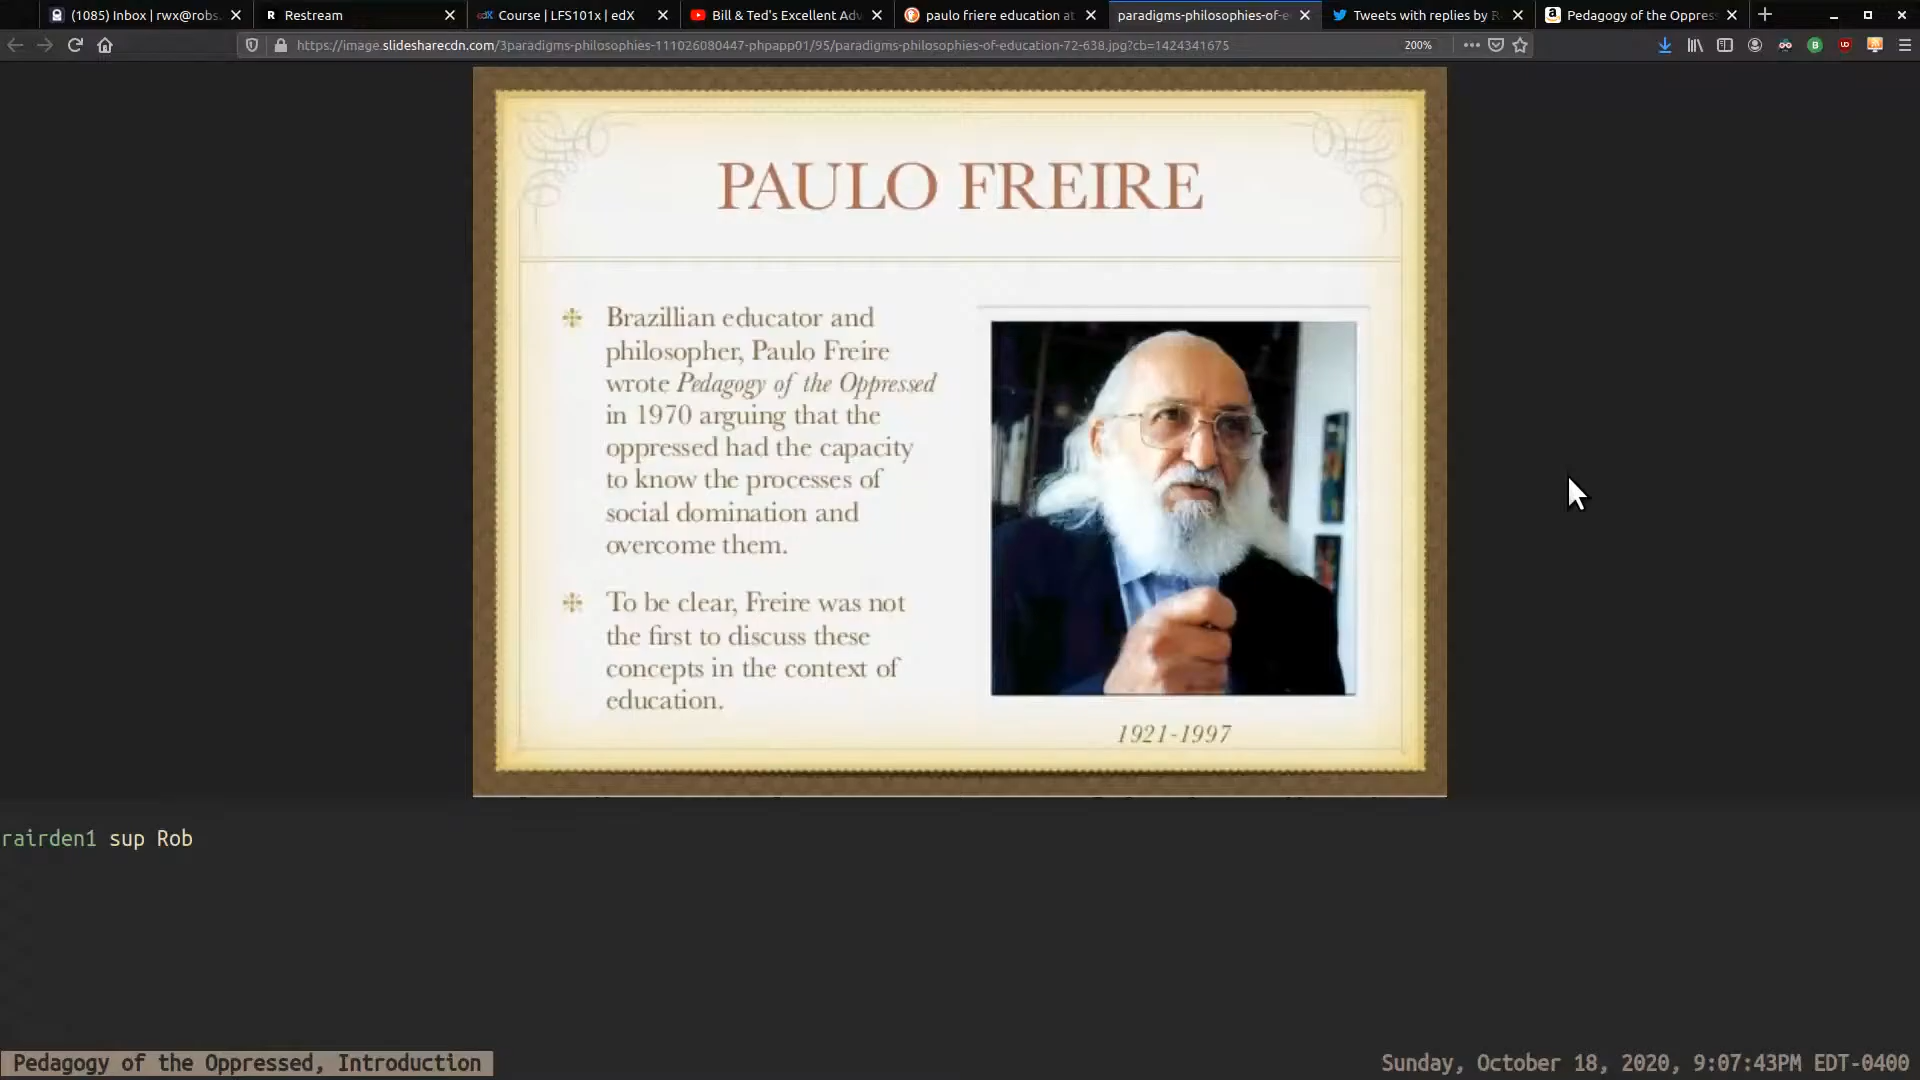 (1085) Inbox | rwx@robs
Restream
edX Course | LFS101x | edX
Bill & Ted's Excellent Adv
paulo friere education at
paradigms-philosophies-of-e
Tweets with replies by R
Pedagogy of the Oppres
https://image.slidesharecdn.com/3paradigms-philosophies-111026080447-phpapp01/95/paradigms-philosophies-of-education-72-638.jpg?cb=1424341675
200%
PAULO FREIRE
Brazillian educator and
philosopher, Paulo Freire
wrote Pedagogy of the Oppressed
in 1970 arguing that the
oppressed had the capacity
to know the processes of
social domination and
overcome them.
To be clear, Freire was not
the first to discuss these
concepts in the context of
education.
1921-1997
rairden1 sup Rob
Pedagogy of the Oppressed, Introduction
Sunday, October 18, 2020, 9:07:43PM EDT-0400